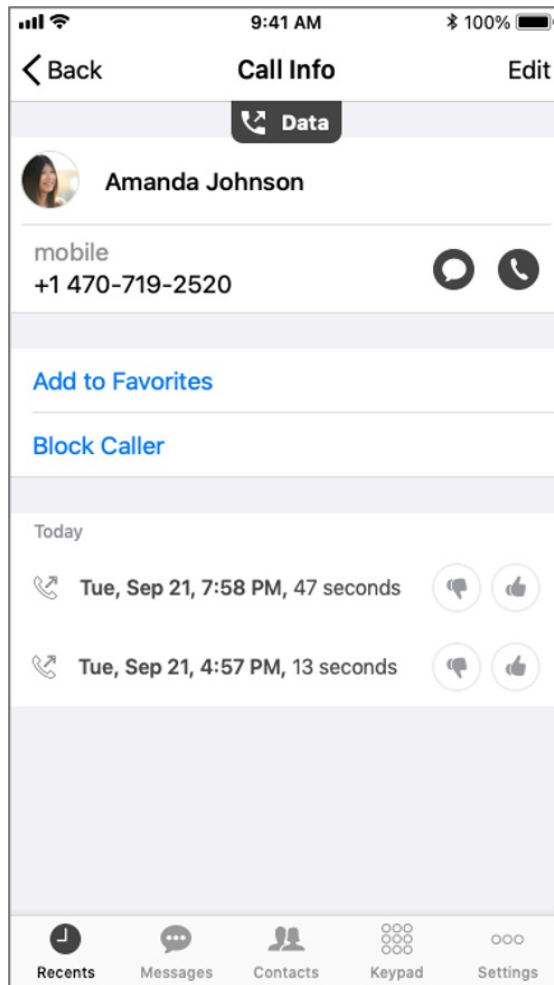 9:41 AM
100%
Back
Call Info
Edit
Data
Amanda Johnson
mobile
+1 470-719-2520
Add to Favorites
Block Caller
Today
Tue, Sep 21, 7:58 PM, 47 seconds
Tue, Sep 21, 4:57 PM, 13 seconds
Recents
Messages
Contacts
Keypad
Settings